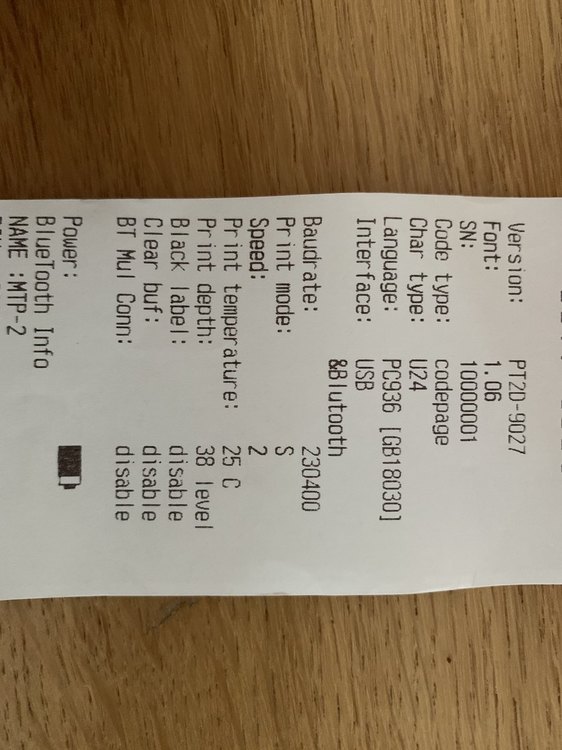 Version: PT2D-9027
Font: 1.06
SN: 10000001
Code type: codepage
Char type: U24
Language: PC936 [GB18030]
Interface: USB
&Blutooth
Baudrate: 230400
Print mode: S
Speed: 2
Print temperature: 25 C
Print depth: 38 level
Black label: disable
Clear buf: disable
BT Mul Conn: disable
Power:
BlueTooth Info
NAME :MTP-2